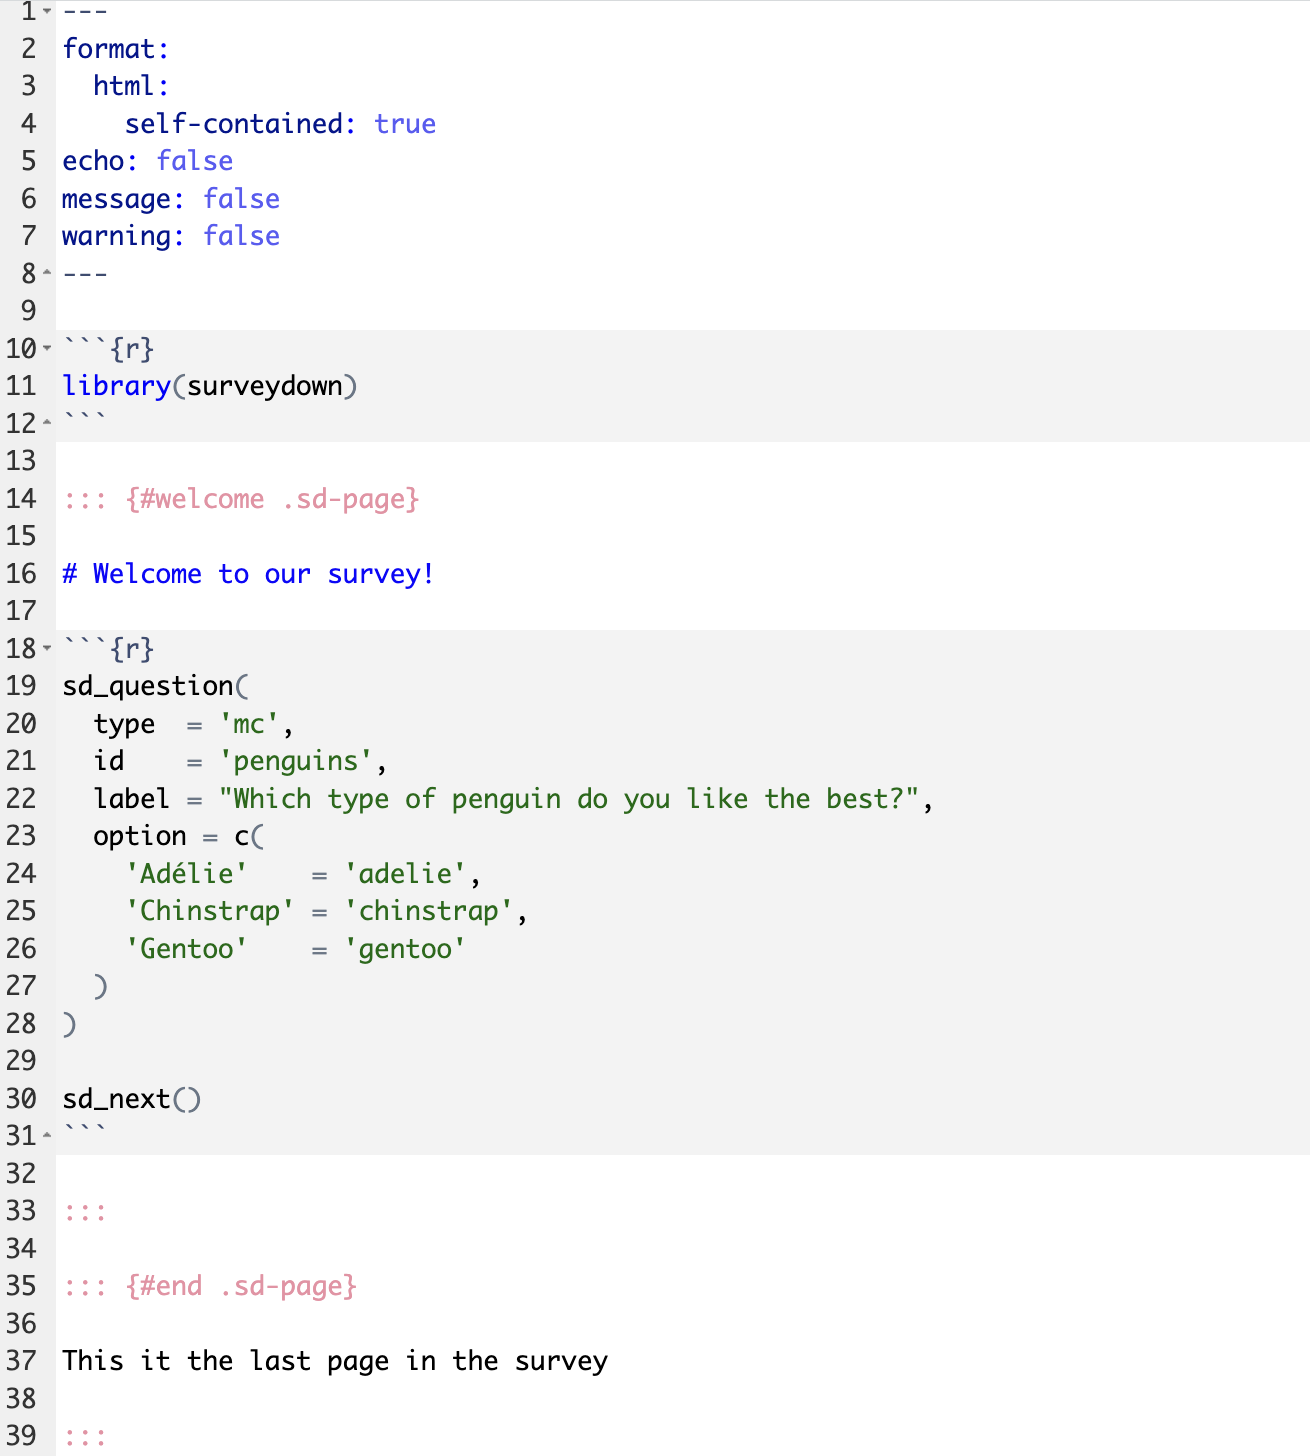 1 ---
2 format:
3   html:
4     self-contained: true
5 echo: false
6 message: false
7 warning: false
8 ---
9
10 ```{r}
11 library(surveydown)
12 ```
13
14 ::: {#welcome .sd-page}
15
16 # Welcome to our survey!
17
18 ```{r}
19 sd_question(
20   type  = 'mc',
21   id    = 'penguins',
22   label = "Which type of penguin do you like the best?",
23   option = c(
24     'Adélie'    = 'adelie',
25     'Chinstrap' = 'chinstrap',
26     'Gentoo'    = 'gentoo'
27   )
28 )
29
30 sd_next()
31 ```
32
33 :::
34
35 ::: {#end .sd-page}
36
37 This it the last page in the survey
38
39 :::